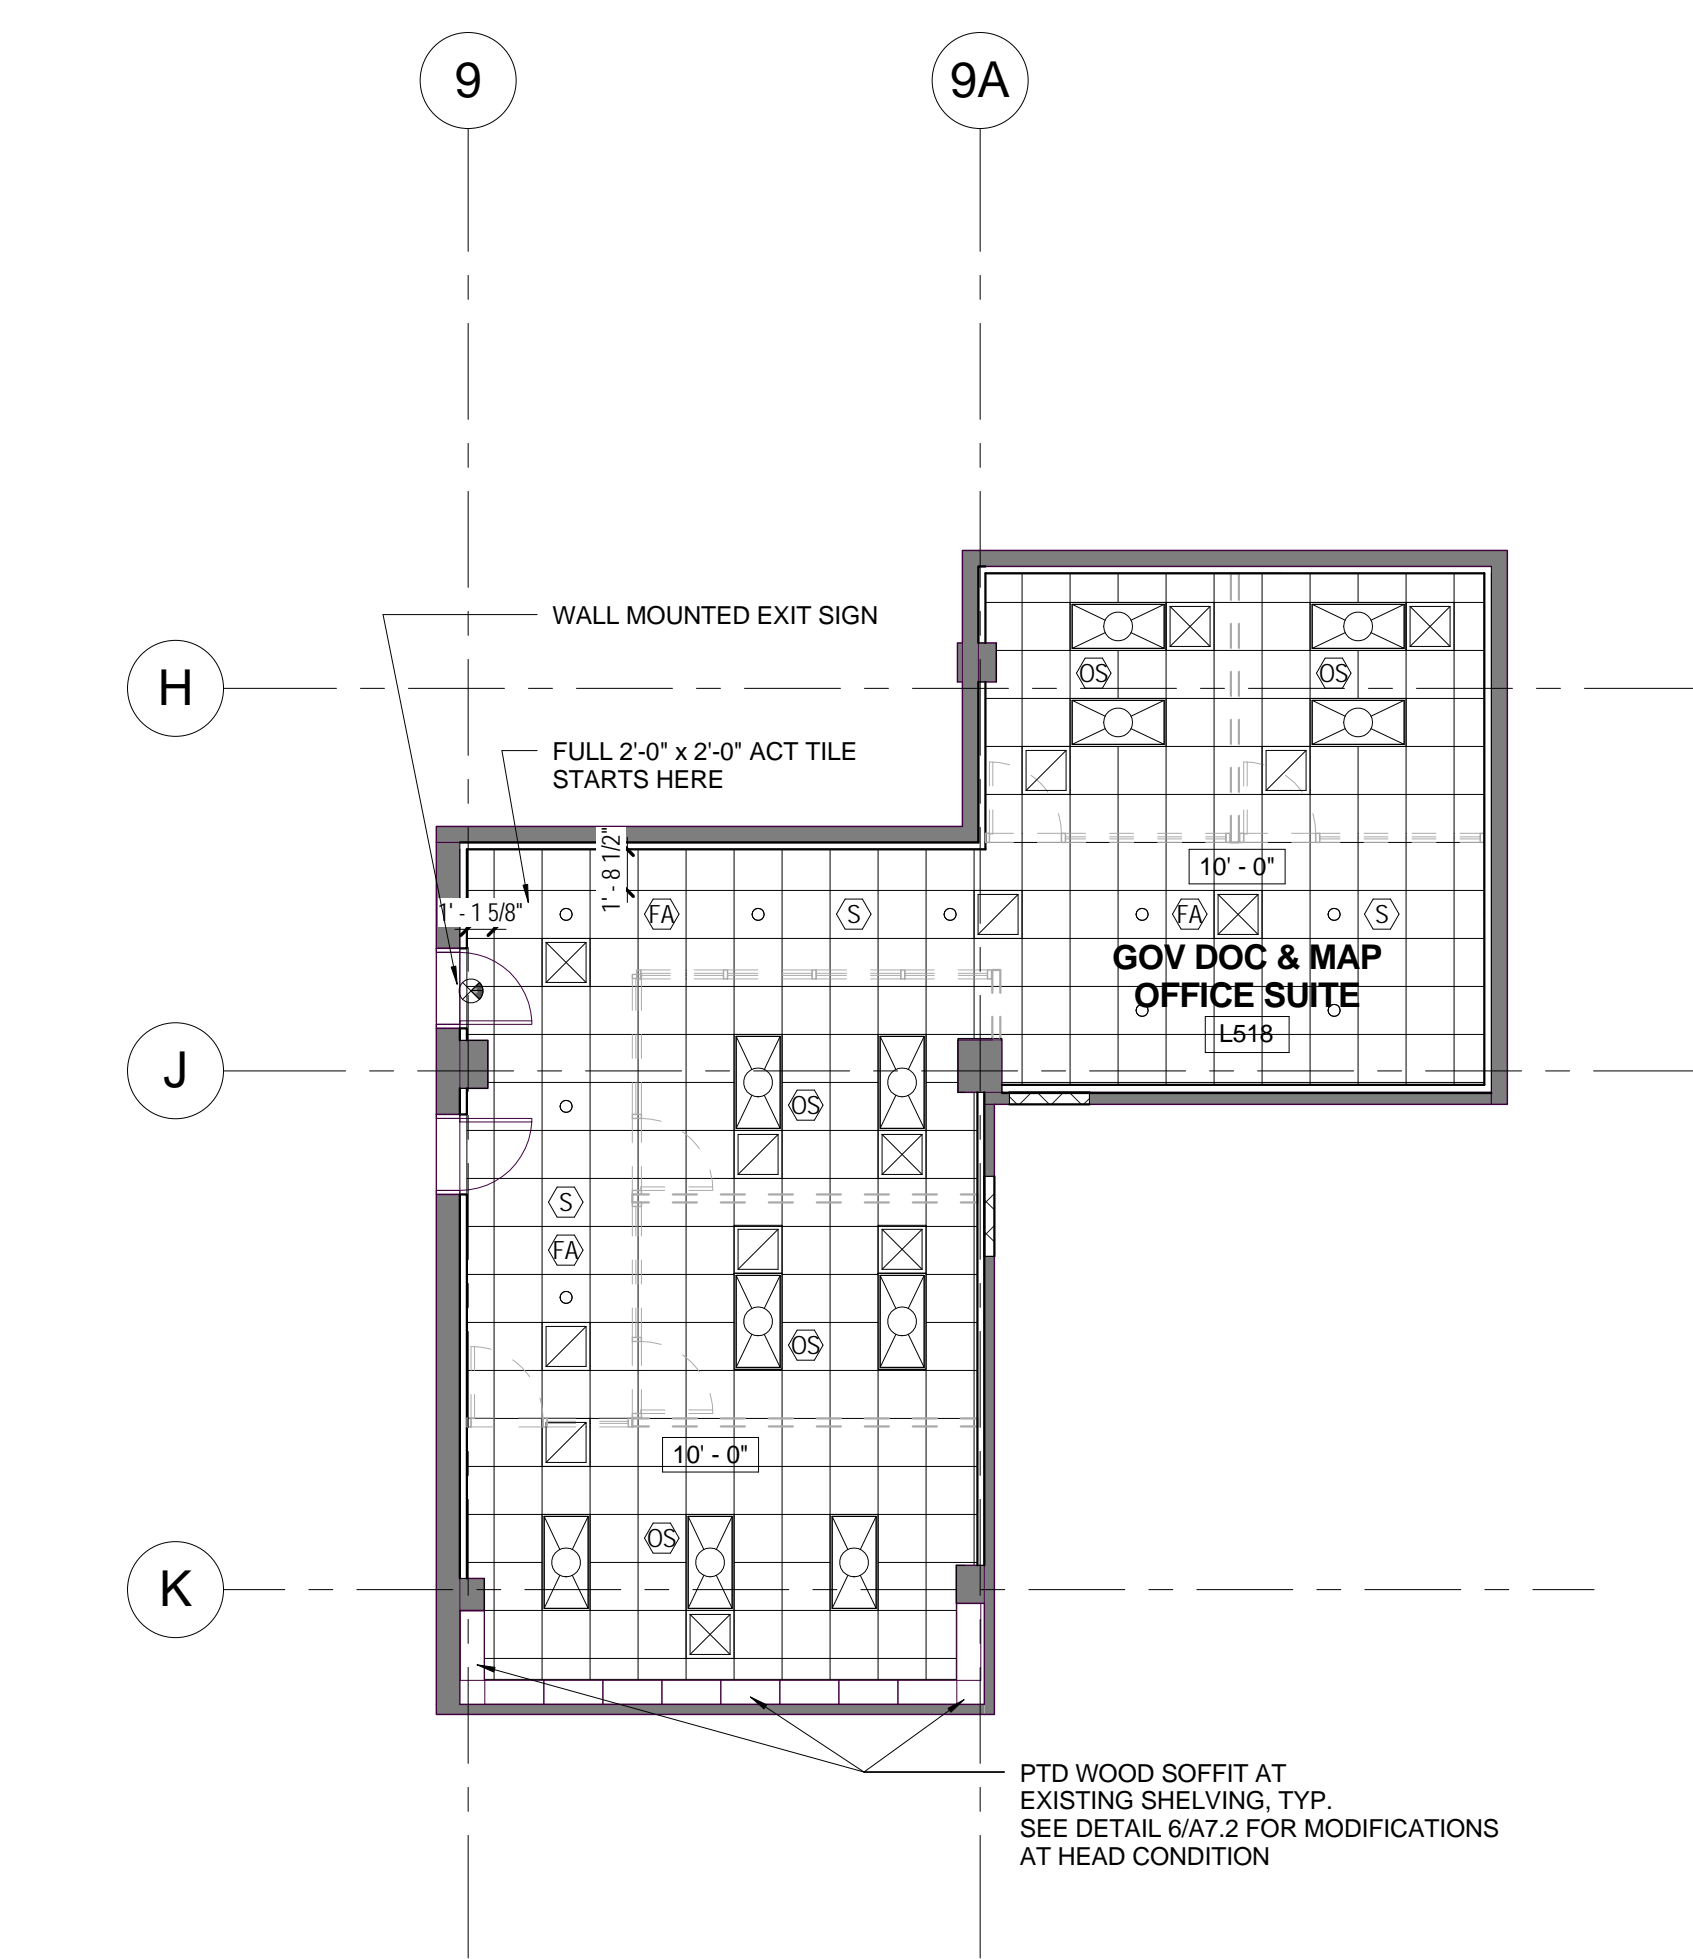 9
9A
WALL MOUNTED EXIT SIGN
H
OS
OS
FULL 2'-0" x 2'-0" ACT TILE
STARTS HERE
1' - 8 1/2"
10' - 0"
1' - 1 5/8"
FA
S
FA
S
GOV DOC & MAP
OFFICE SUITE
L518
J
OS
S
FA
OS
10' - 0"
OS
K
PTD WOOD SOFFIT AT
EXISTING SHELVING, TYP.
SEE DETAIL 6/A7.2 FOR MODIFICATIONS
AT HEAD CONDITION